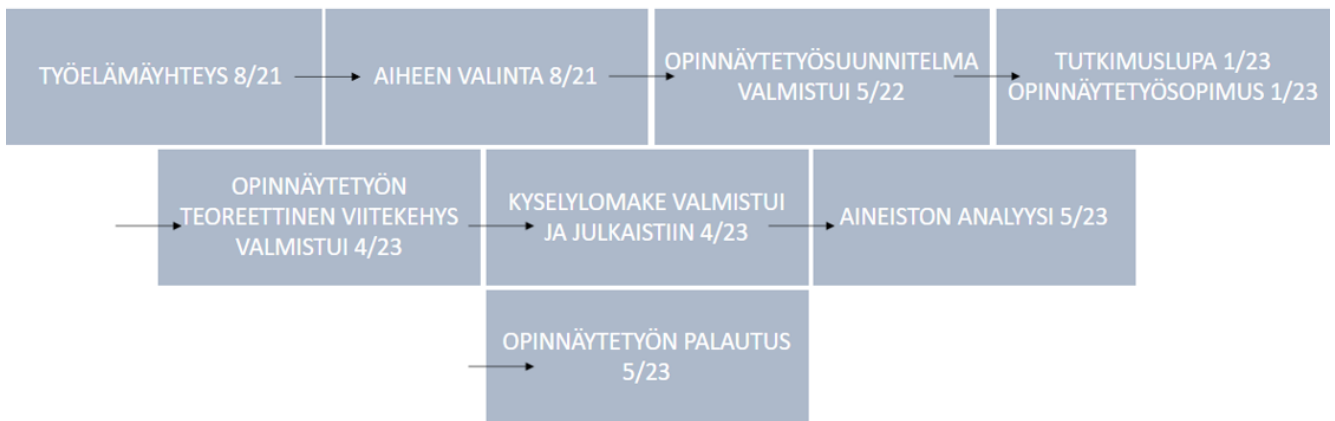 TYÖELÄMÄYHTEYS 8/21
AIHEEN VALINTA 8/21
OPINNÄYTETYÖSUUNNITELMA
VALMISTUI 5/22
TUTKIMUSLUPA 1/23
OPINNÄYTETYÖSOPIMUS 1/23
OPINNÄYTETYÖN
TEOREETTINEN VIITEKEHYS
VALMISTUI 4/23
KYSELYLOMAKE VALMISTUI
JA JULKAISTIIN 4/23
AINEISTON ANALYYSI 5/23
OPINNÄYTETYÖN PALAUTUS
5/23